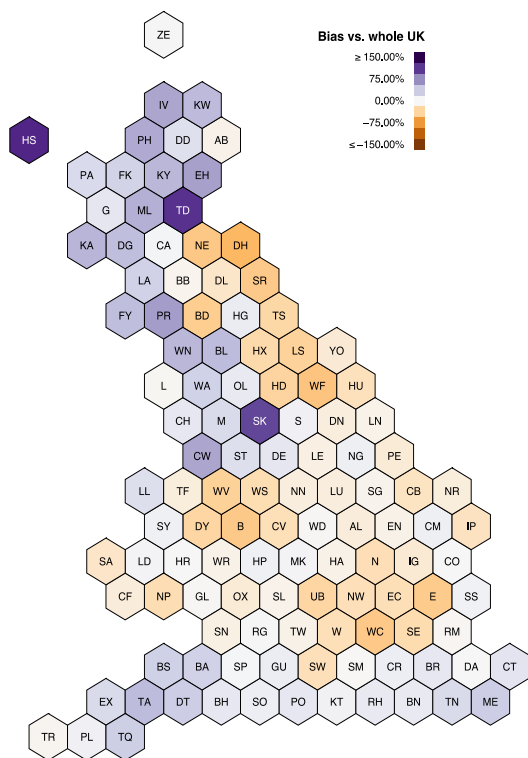 ZE
Bias vs. whole UK
≥ 150.00%
75.00%
0.00%
−75.00%
≤ −150.00%
IV KW
HS PH DD AB
PA FK KY EH
G ML TD
KA DG CA NE DH
LA BB DL SR
FY PR BD HG TS
WN BL HX LS YO
L WA OL HD WF HU
CH M SK S DN LN
CW ST DE LE NG PE
LL TF WV WS NN LU SG CB NR
SY DY B CV WD AL EN CM IP
SA LD HR WR HP MK HA N IG CO
CF NP GL OX SL UB NW EC E SS
SN RG TW W WC SE RM
BS BA SP GU SW SM CR BR DA CT
EX TA DT BH SO PO KT RH BN TN ME
TR PL TQ